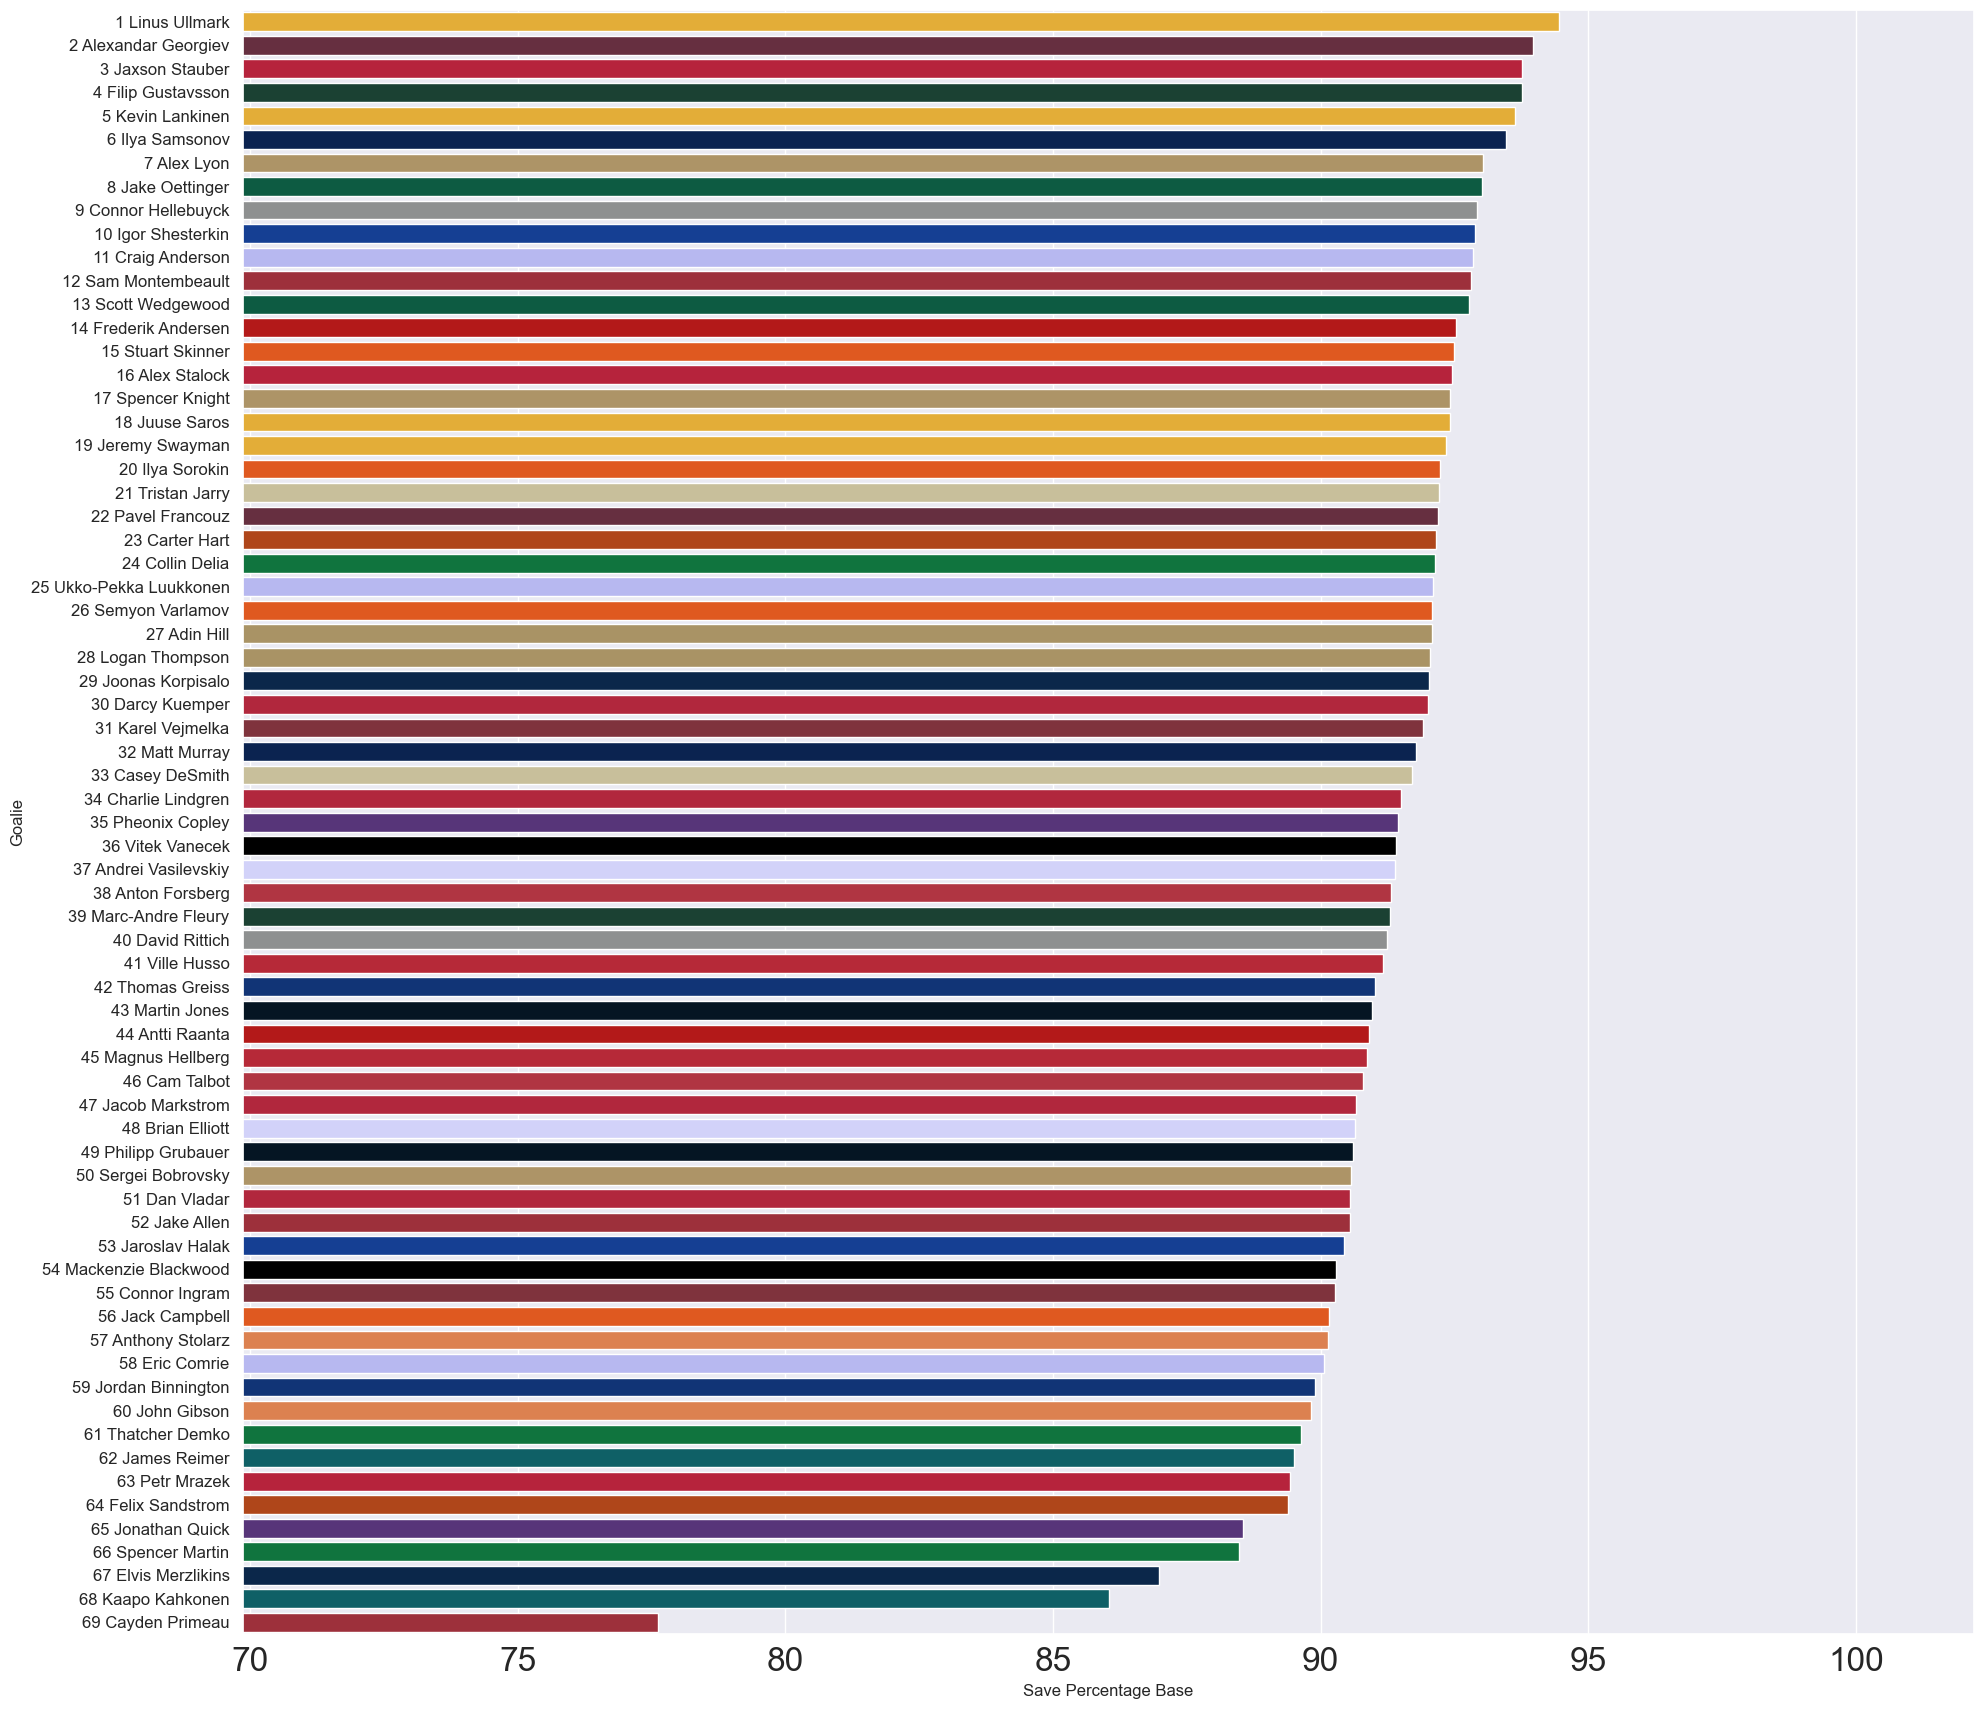 1 Linus Ullmark
2 Alexandar Georgiev
3 Jaxson Stauber
4 Filip Gustavsson
5 Kevin Lankinen
6 Ilya Samsonov
7 Alex Lyon
8 Jake Oettinger
9 Connor Hellebuyck
10 Igor Shesterkin
11 Craig Anderson
12 Sam Montembeault
13 Scott Wedgewood
14 Frederik Andersen
15 Stuart Skinner
16 Alex Stalock
17 Spencer Knight
18 Juuse Saros
19 Jeremy Swayman
20 Ilya Sorokin
21 Tristan Jarry
22 Pavel Francouz
23 Carter Hart
24 Collin Delia
25 Ukko-Pekka Luukkonen
26 Semyon Varlamov
27 Adin Hill
28 Logan Thompson
29 Joonas Korpisalo
30 Darcy Kuemper
31 Karel Vejmelka
32 Matt Murray
33 Casey DeSmith
34 Charlie Lindgren
35 Pheonix Copley
36 Vitek Vanecek
37 Andrei Vasilevskiy
38 Anton Forsberg
39 Marc-Andre Fleury
40 David Rittich
41 Ville Husso
42 Thomas Greiss
43 Martin Jones
44 Antti Raanta
45 Magnus Hellberg
46 Cam Talbot
47 Jacob Markstrom
48 Brian Elliott
49 Philipp Grubauer
50 Sergei Bobrovsky
51 Dan Vladar
52 Jake Allen
53 Jaroslav Halak
54 Mackenzie Blackwood
55 Connor Ingram
56 Jack Campbell
57 Anthony Stolarz
58 Eric Comrie
59 Jordan Binnington
60 John Gibson
61 Thatcher Demko
62 James Reimer
63 Petr Mrazek
64 Felix Sandstrom
65 Jonathan Quick
66 Spencer Martin
67 Elvis Merzlikins
68 Kaapo Kahkonen
69 Cayden Primeau
Goalie
70 75 80 85 90 95 100
Save Percentage Base